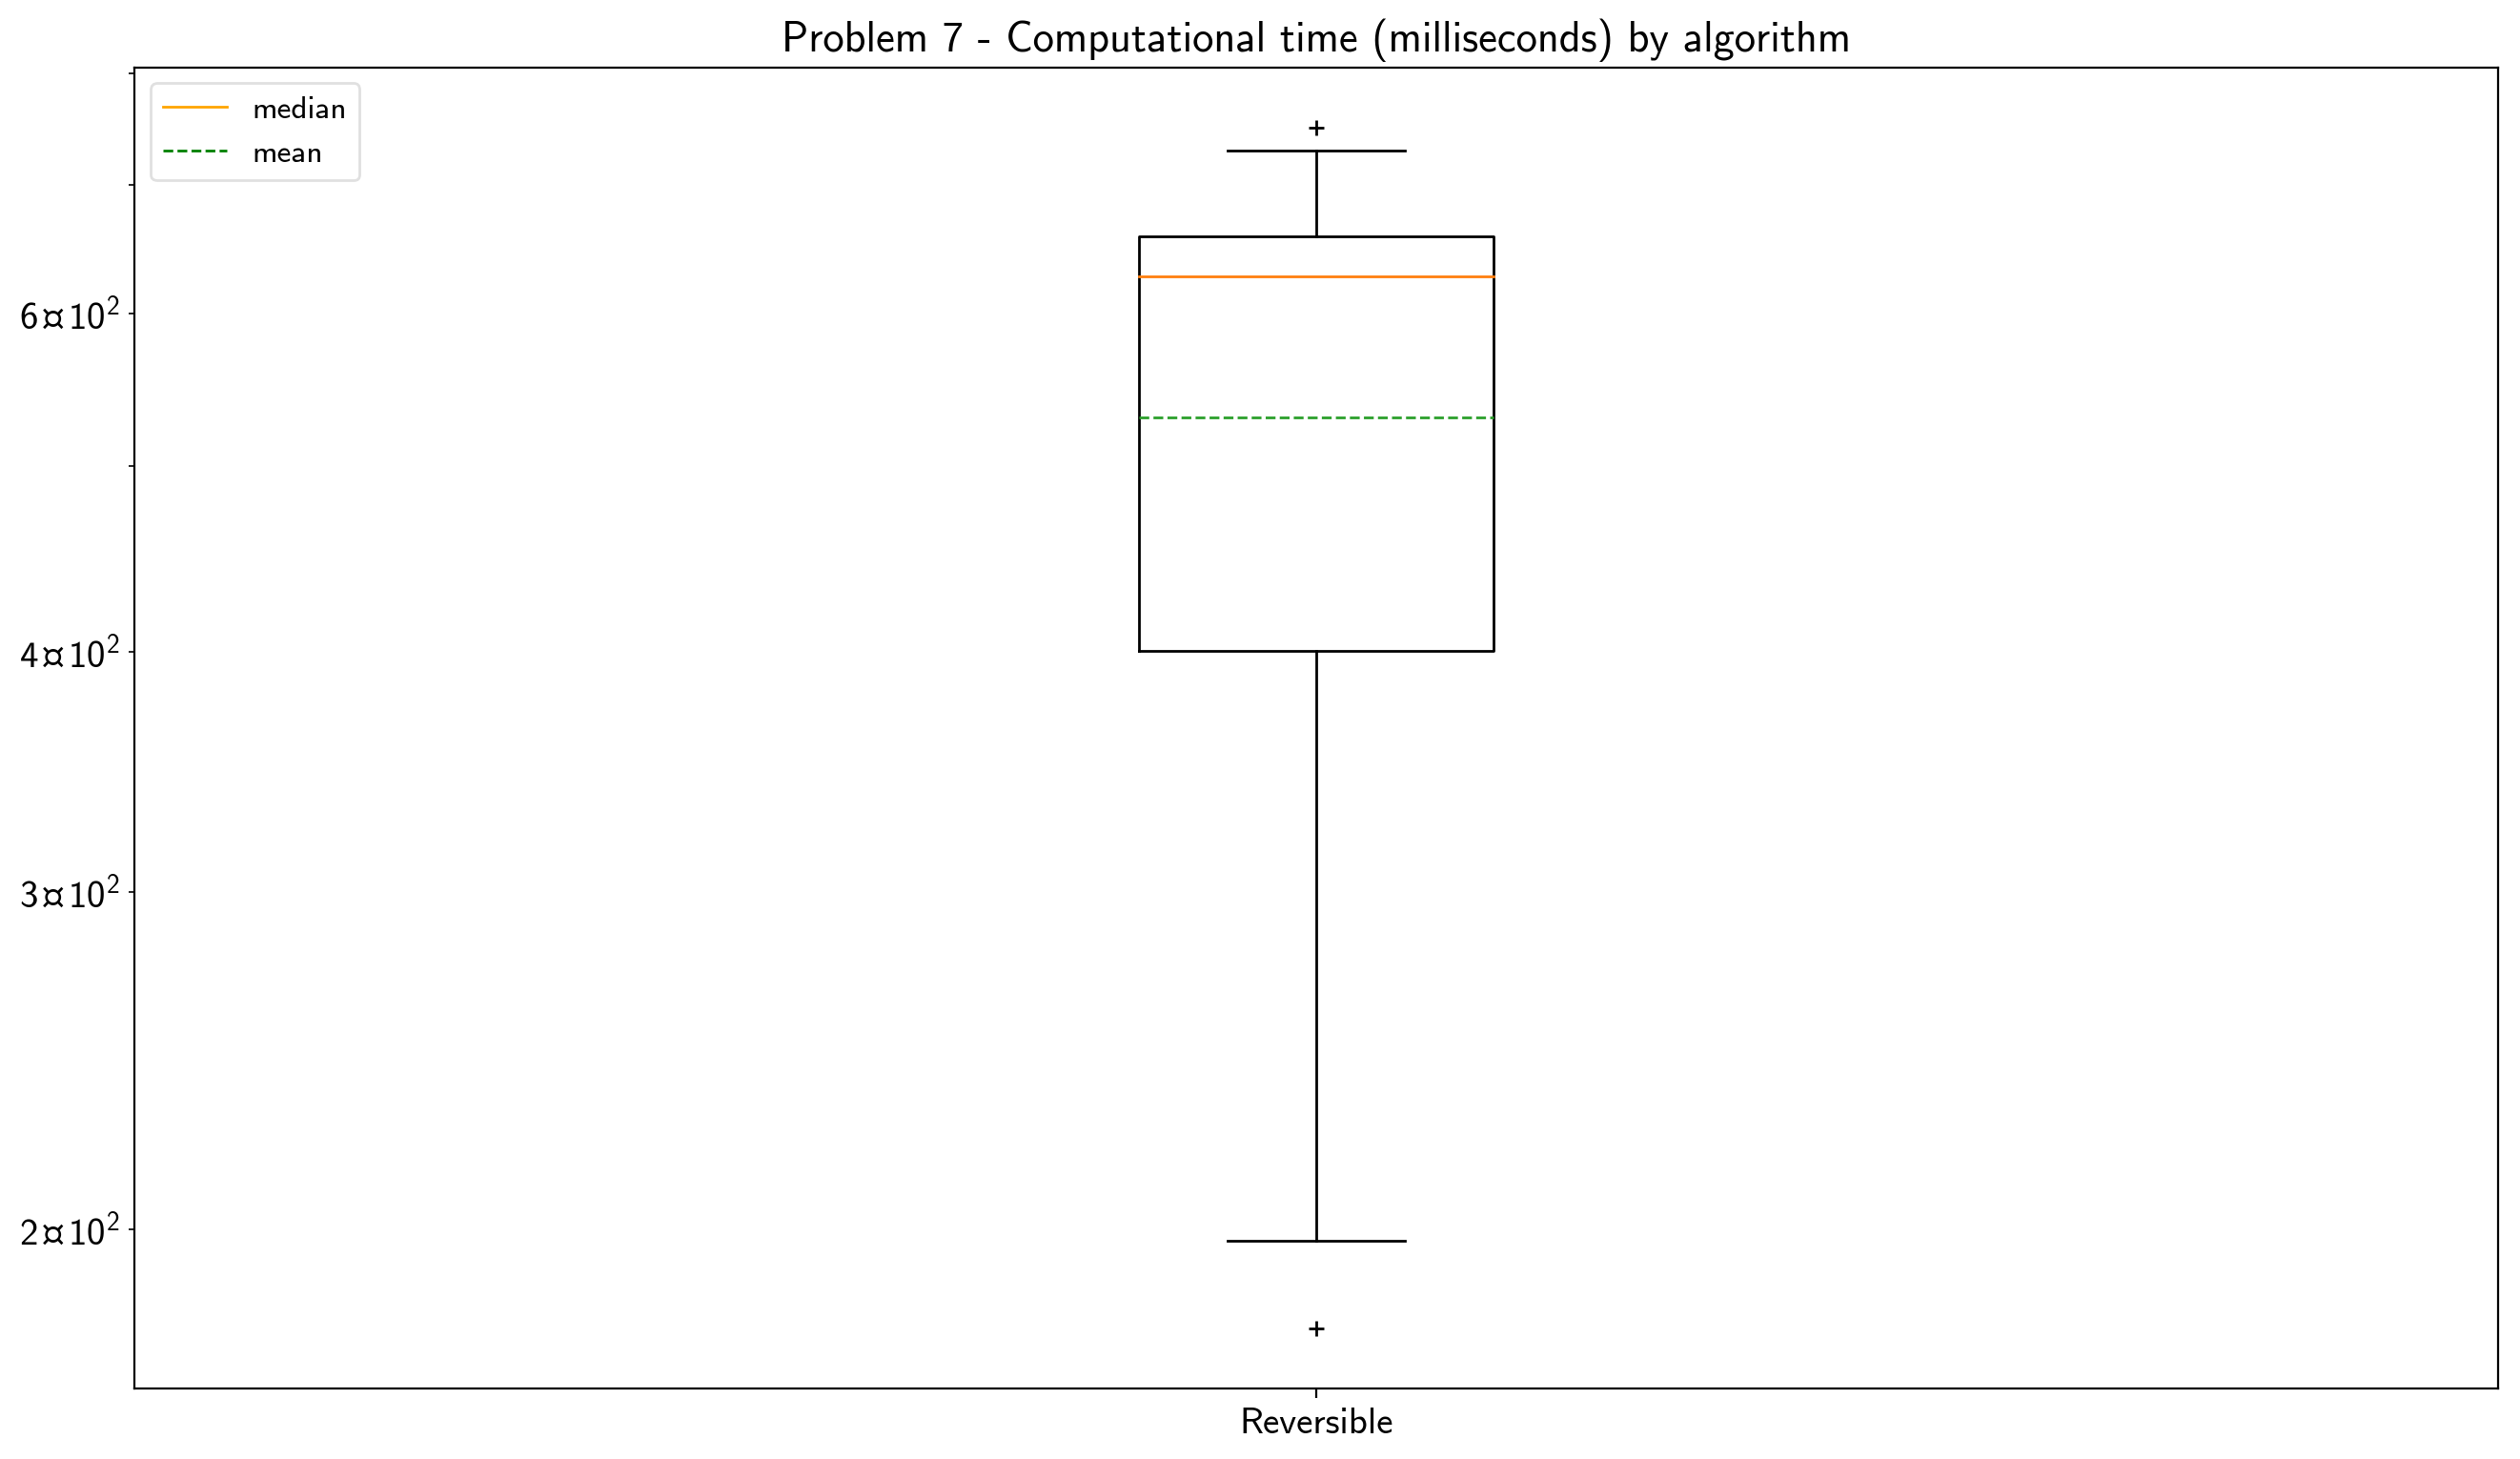 Problem 7 - Computational time (milliseconds) by algorithm
median
mean
6¤10²
4¤10²
3¤10²
2¤10²
Reversible